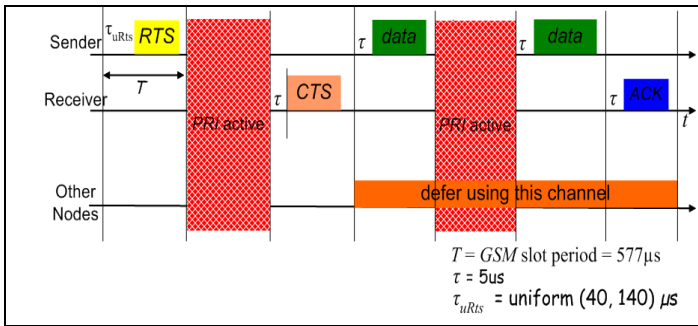 Sender
τuRts RTS
τ data
τ data
T
Receiver
PRI active
τ CTS
PRI active
τ ACK
t
Other
Nodes
defer using this channel
T = GSM slot period = 577μs
τ = 5us
τuRts = uniform (40, 140) μs